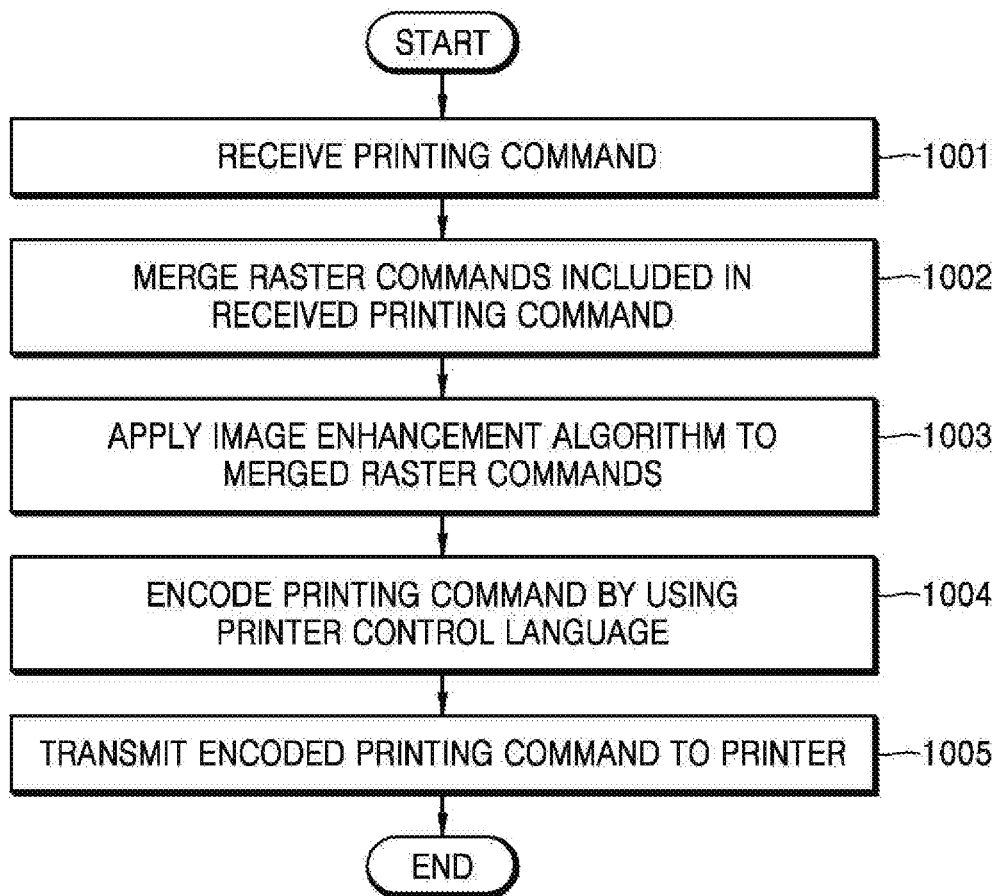 START
RECEIVE PRINTING COMMAND
1001
MERGE RASTER COMMANDS INCLUDED IN
RECEIVED PRINTING COMMAND
1002
APPLY IMAGE ENHANCEMENT ALGORITHM TO
MERGED RASTER COMMANDS
1003
ENCODE PRINTING COMMAND BY USING
PRINTER CONTROL LANGUAGE
1004
TRANSMIT ENCODED PRINTING COMMAND TO PRINTER
1005
END